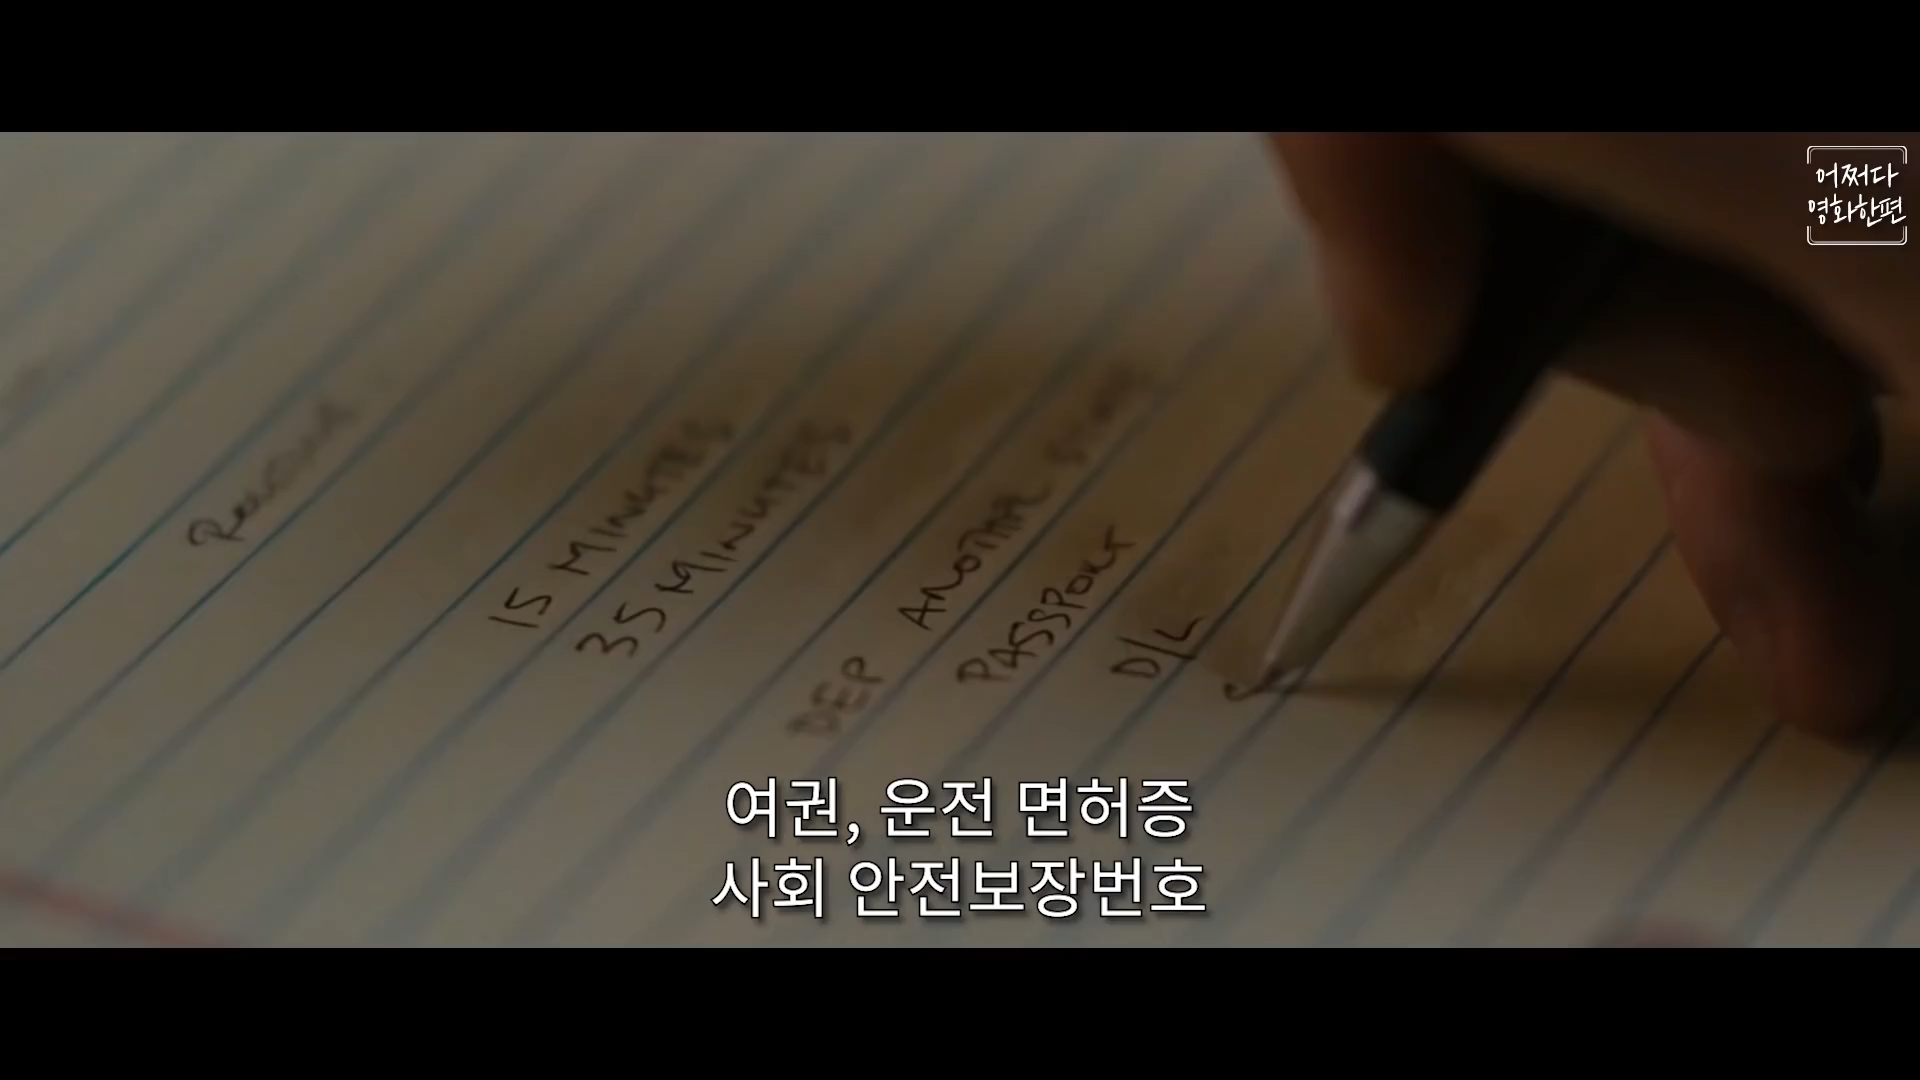 어쩌다
영화한편
15 MINUTES
35 MINUTES
DEP
PASSPORT
D/L
여권, 운전 면허증
사회 안전보장번호